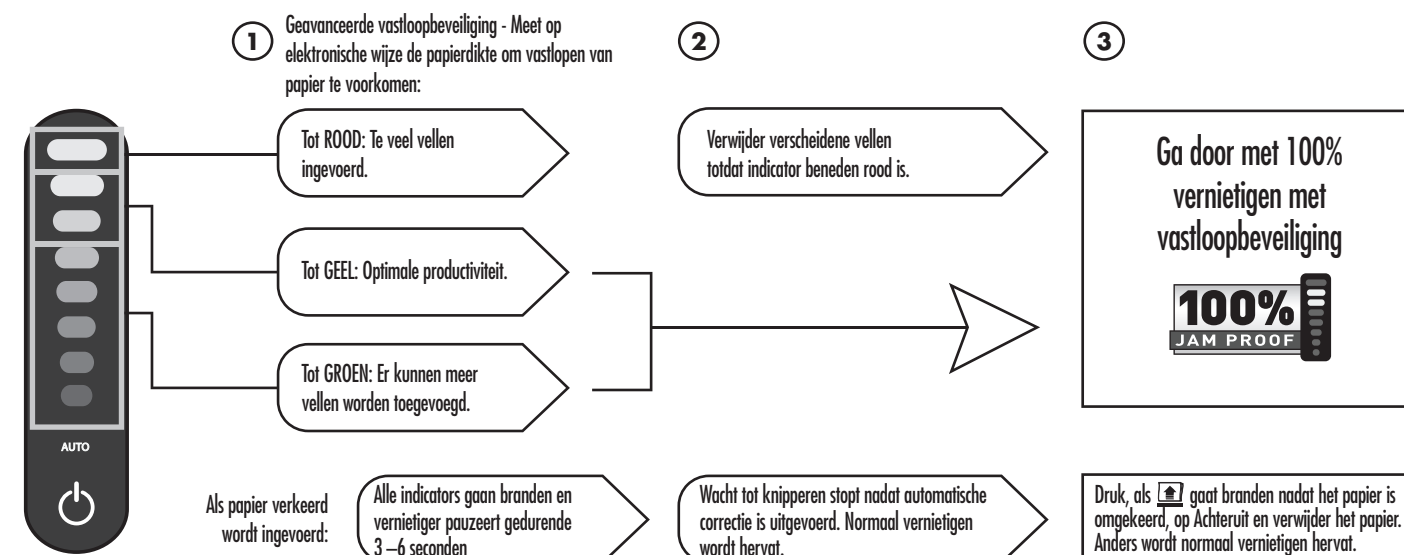 1
Geavanceerde vastloopbeveiliging - Meet op
elektronische wijze de papierdikte om vastlopen van
papier te voorkomen:
2
3
Tot ROOD: Te veel vellen
ingevoerd.
Verwijder verscheidene vellen
totdat indicator beneden rood is.
Ga door met 100%
vernietigen met
vastloopbeveiliging
100%
JAM PROOF
Tot GEEL: Optimale productiviteit.
Tot GROEN: Er kunnen meer
vellen worden toegevoegd.
AUTO
Als papier verkeerd
wordt ingevoerd:
Alle indicators gaan branden en
vernietiger pauzeert gedurende
3 –6 seconden
Wacht tot knipperen stopt nadat automatische
correctie is uitgevoerd. Normaal vernietigen
wordt hervat.
Druk, als gaat branden nadat het papier is
omgekeerd, op Achteruit en verwijder het papier.
Anders wordt normaal vernietigen hervat.